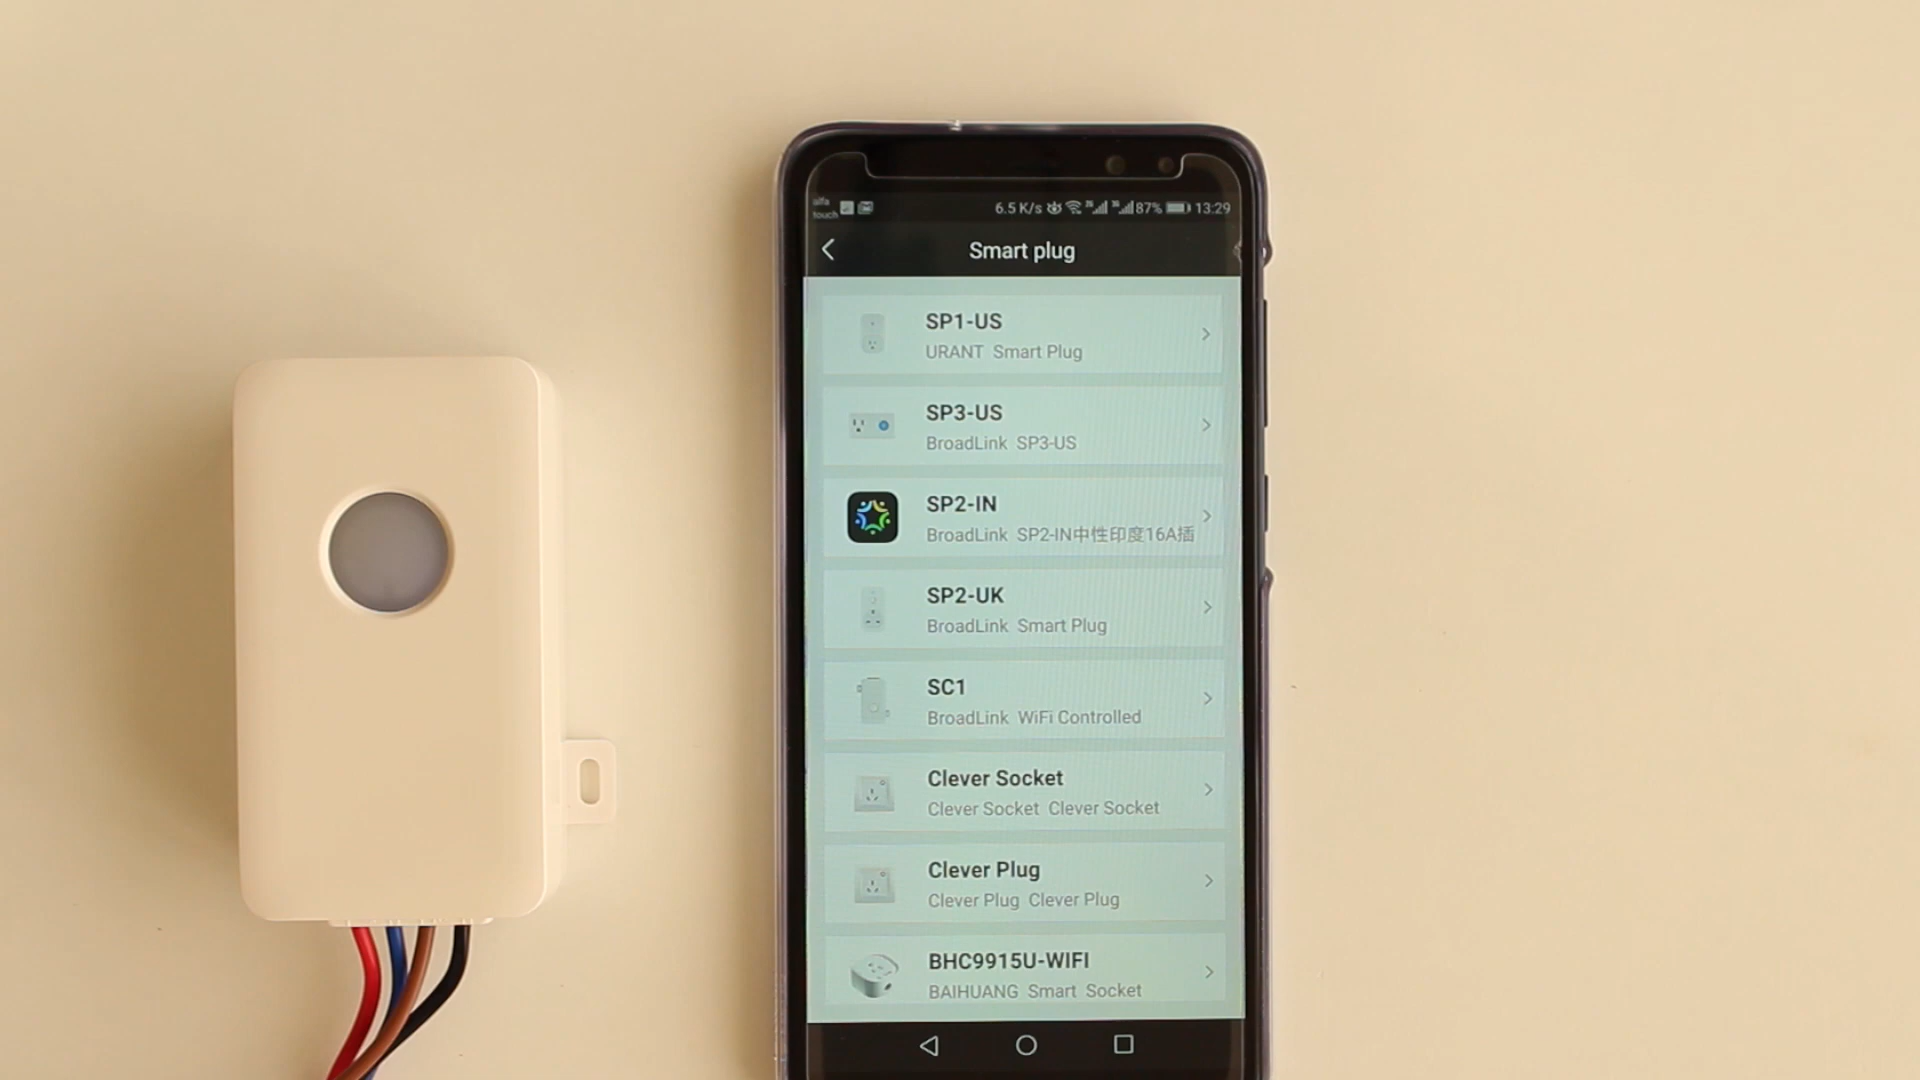 alfa
touch
6.5 K/s 87% 13:29
Smart plug
SP1-US
URANT Smart Plug
SP3-US
BroadLink SP3-US
SP2-IN
BroadLink SP2-IN中性印度16A插
SP2-UK
BroadLink Smart Plug
SC1
BroadLink WiFi Controlled
Clever Socket
Clever Socket Clever Socket
Clever Plug
Clever Plug Clever Plug
BHC9915U-WIFI
BAIHUANG Smart Socket